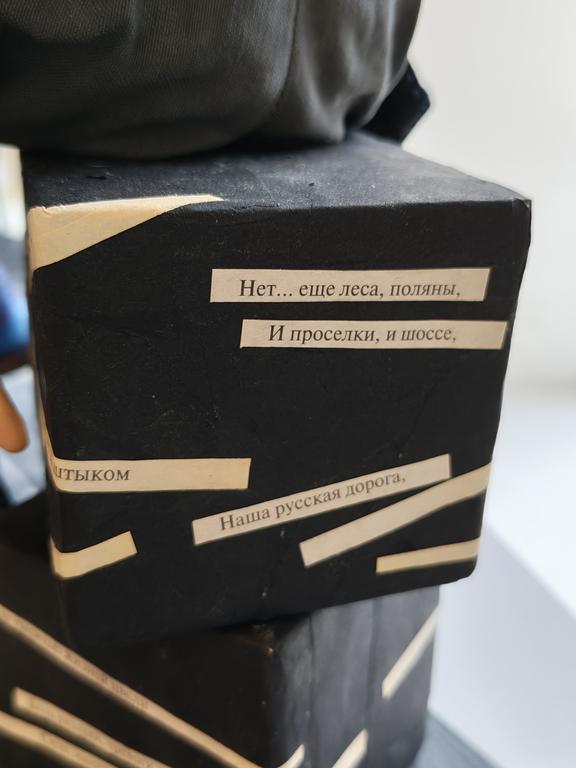 Нет... еще леса, поляны,
И проселки, и шоссе,
штыком
Наша русская дорога,